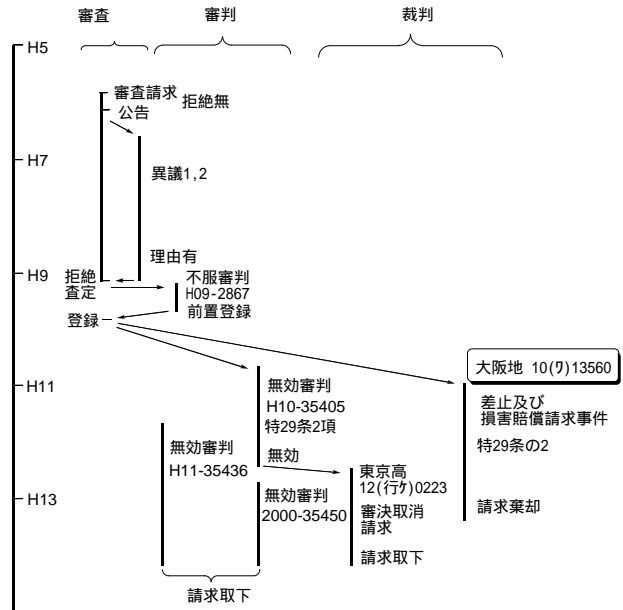 審査
審判
裁判
H5
審査請求
公告
拒絶無
H7
異議1,2
理由有
H9
拒絶
査定
不服審判
H09-2867
前置登録
登録
大阪地 10(ワ)13560
H11
無効審判
H10-35405
特29条2項
差止及び
損害賠償請求事件
特29条の2
無効審判
H11-35436
無効
東京高
12(行ケ)0223
H13
無効審判
2000-35450
審決取消
請求
請求棄却
請求取下
請求取下